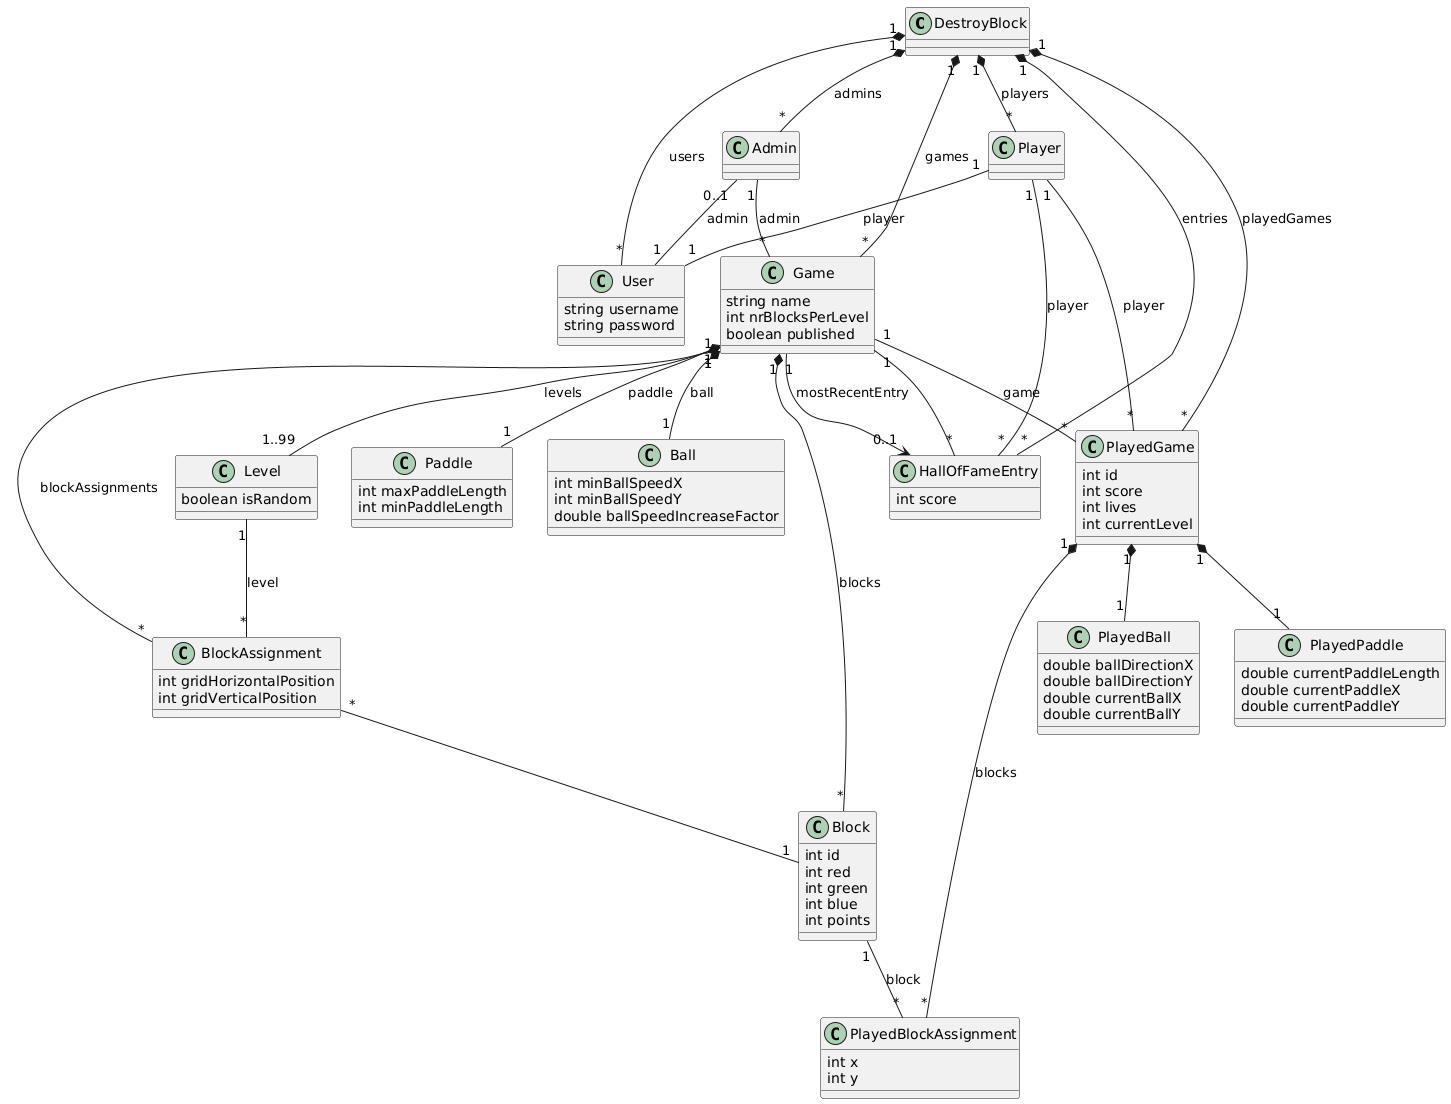 C DestroyBlock
1
1
1
1
1
1
admins
players
*
*
C Admin
C Player
users
games
1
0..1
1
1
1
admin
admin
player
entries
playedGames
*
1
1
*
*
C User
string username
string password
C Game
string name
int nrBlocksPerLevel
boolean published
player
player
1
1
1
1
1
1
1
1
levels
paddle
ball
mostRecentEntry
game
1..99
1
1
0..1
*
*
*
*
*
*
C Level
boolean isRandom
C Paddle
int maxPaddleLength
int minPaddleLength
C Ball
int minBallSpeedX
int minBallSpeedY
double ballSpeedIncreaseFactor
C HallOfFameEntry
int score
C PlayedGame
int id
int score
int lives
int currentLevel
blockAssignments
1
level
blocks
1
1
1
*
*
1
1
C BlockAssignment
int gridHorizontalPosition
int gridVerticalPosition
C PlayedBall
double ballDirectionX
double ballDirectionY
double currentBallX
double currentBallY
C PlayedPaddle
double currentPaddleLength
double currentPaddleX
double currentPaddleY
*
blocks
*
1
C Block
int id
int red
int green
int blue
int points
1
block
*
*
C PlayedBlockAssignment
int x
int y